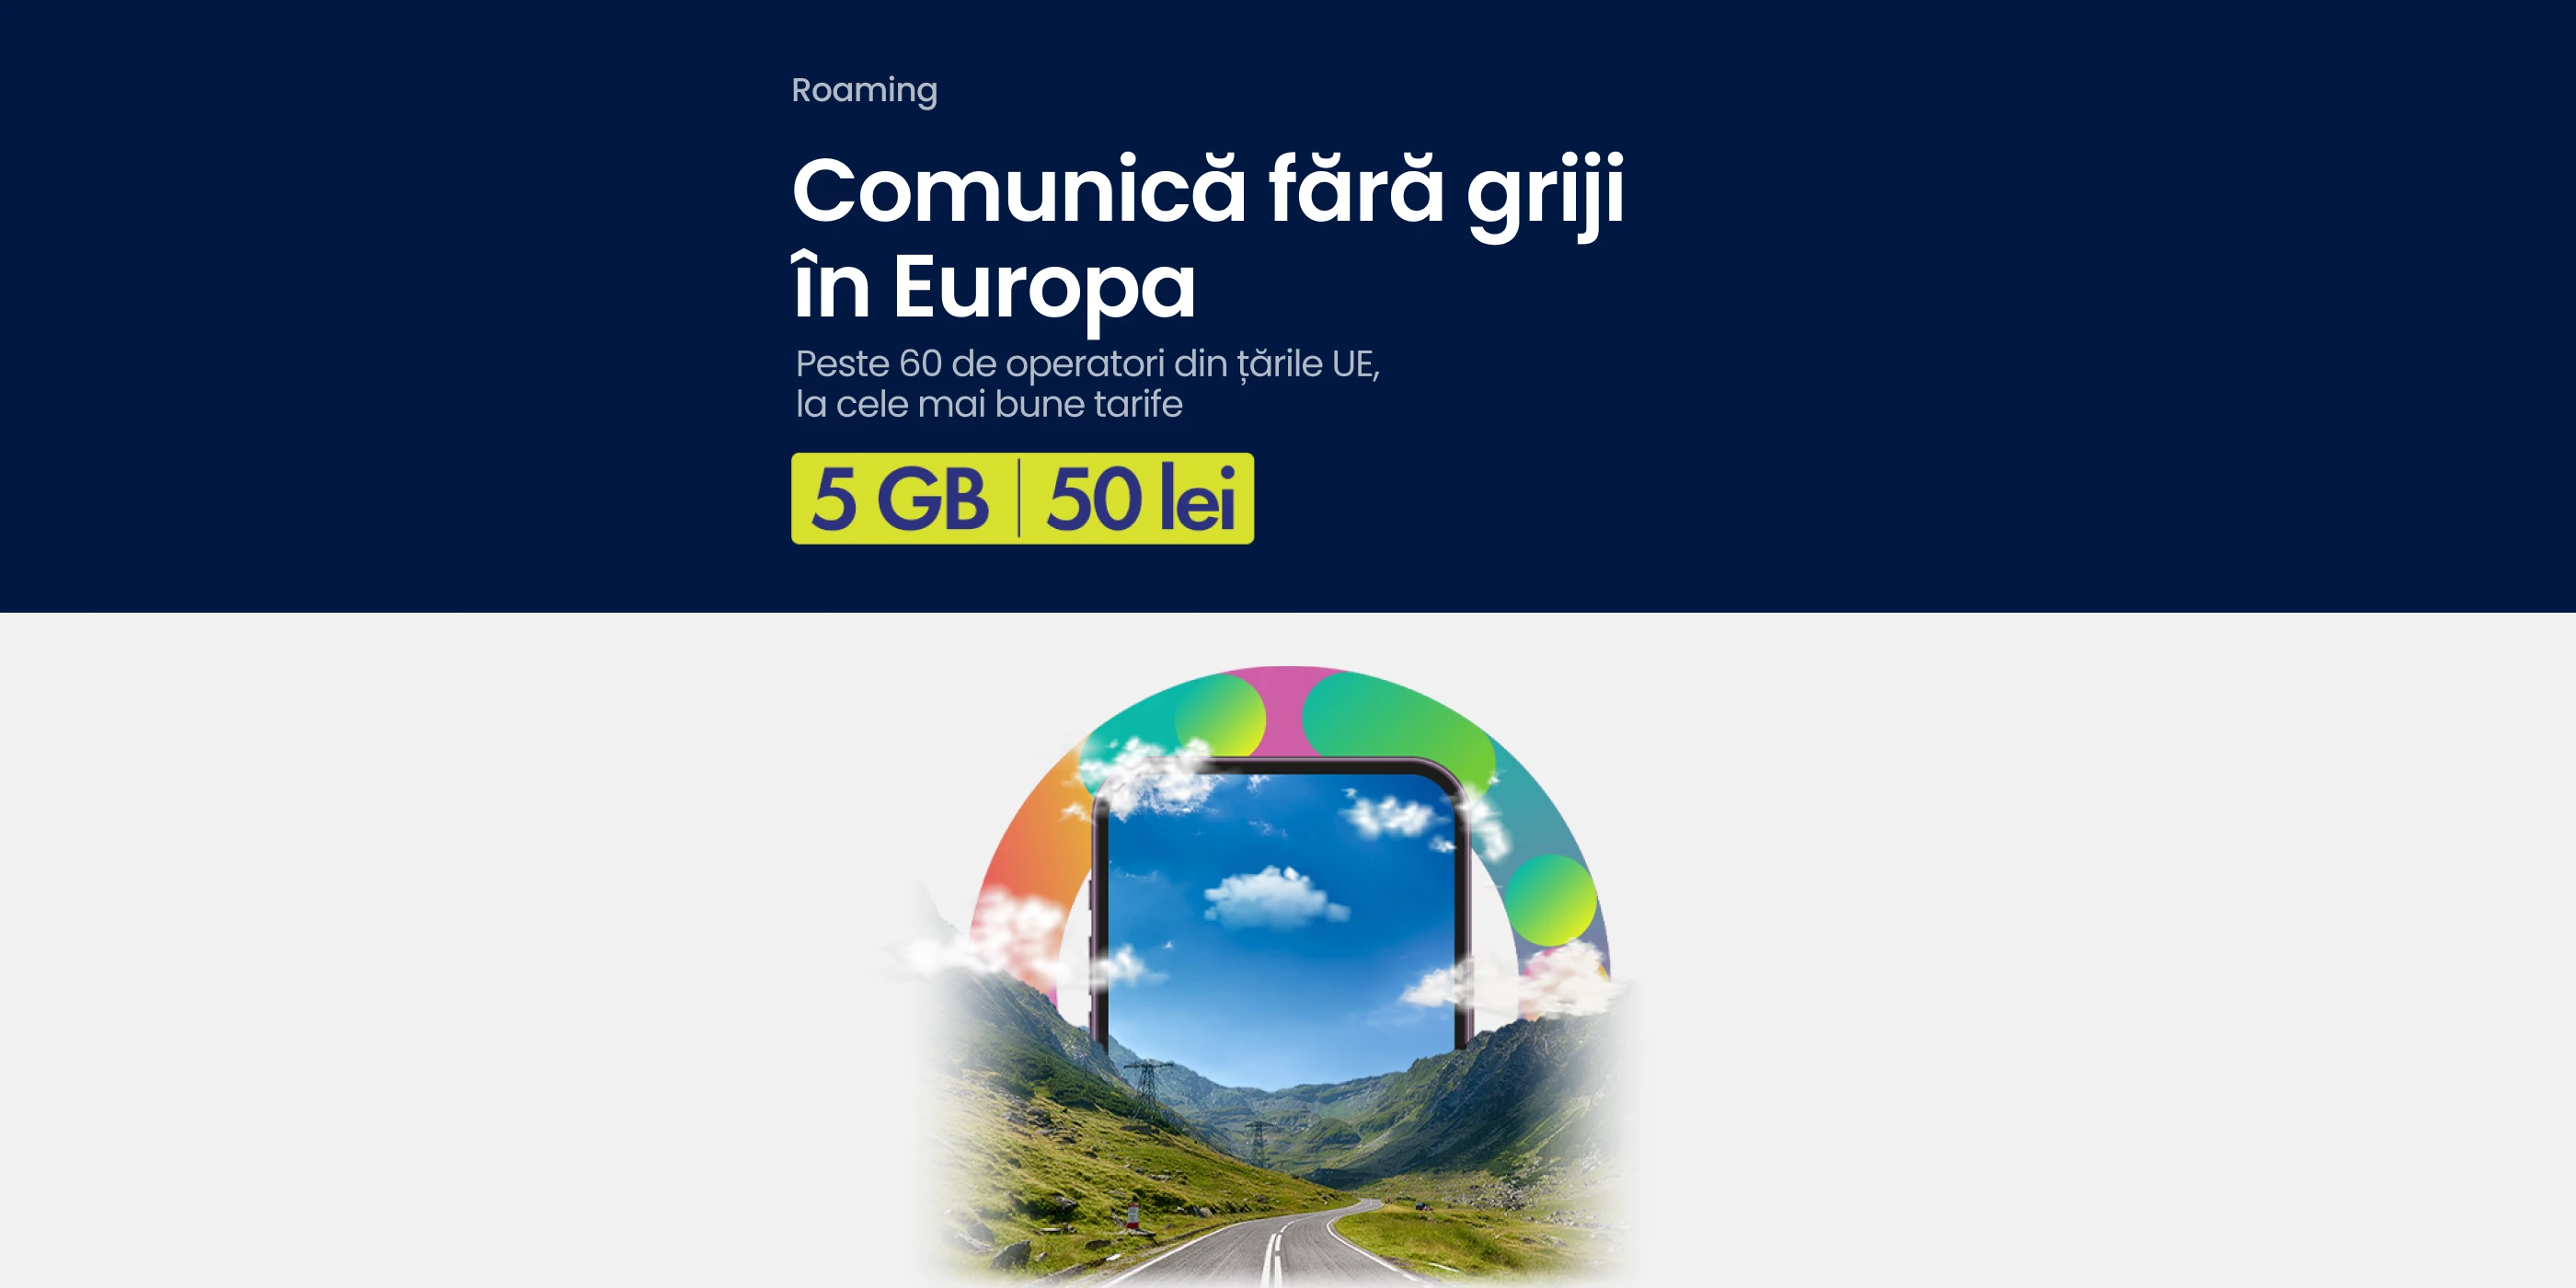 Roaming
Comunică fără griji
în Europa
Peste 60 de operatori din țările UE,
la cele mai bune tarife
5 GB | 50 lei